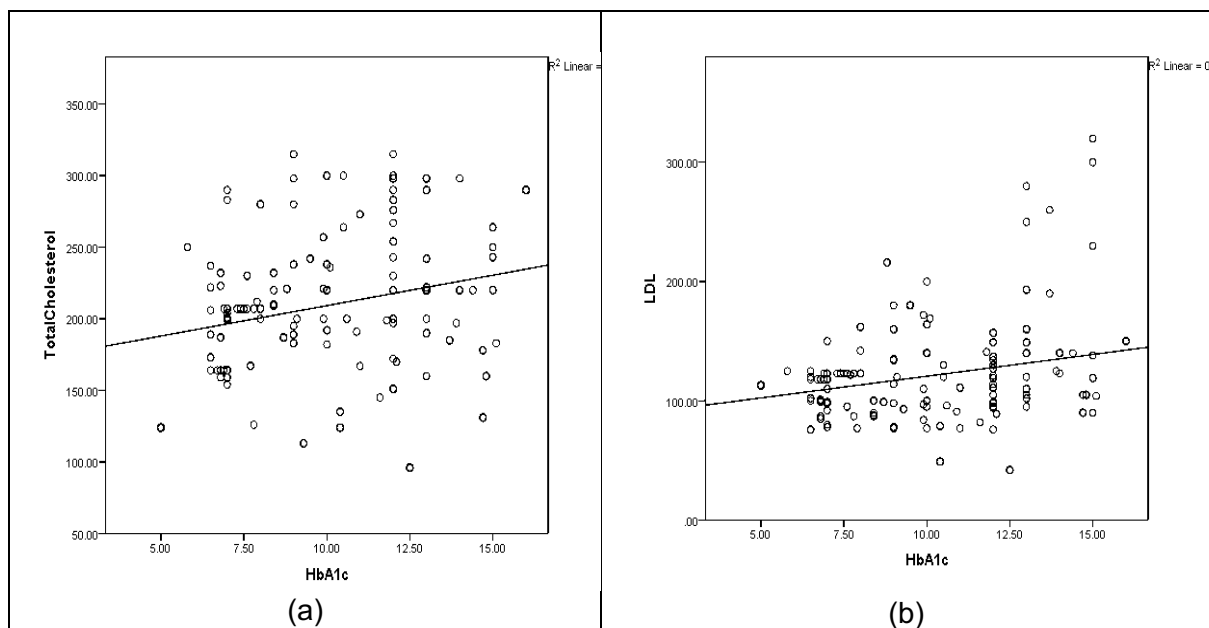 R² Linear =
350.00
300.00
250.00
200.00
150.00
100.00
50.00
TotalCholesterol
5.00 7.50 10.00 12.50 15.00
HbA1c
(a)
R² Linear = 0
300.00
200.00
100.00
.00
LDL
5.00 7.50 10.00 12.50 15.00
HbA1c
(b)